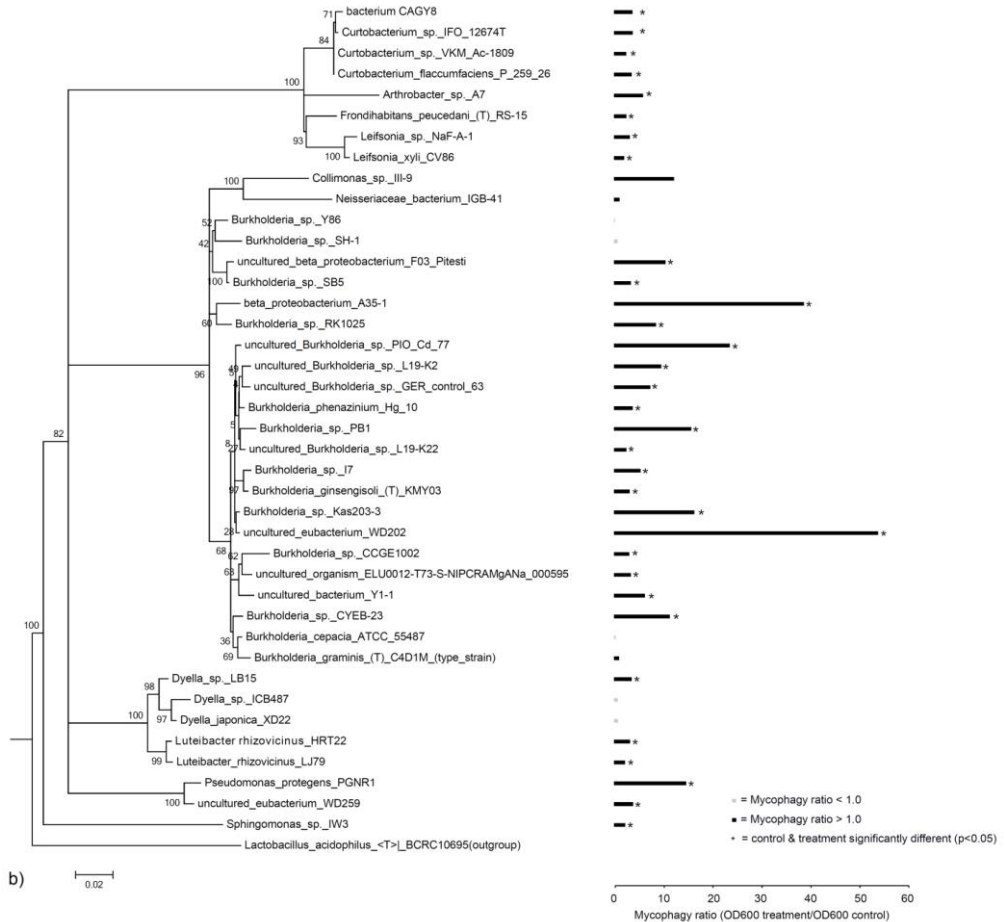 bacterium CAGY8 *
71
Curtobacterium_sp._IFO_12674T *
84
Curtobacterium_sp._VKM_Ac-1809 *
Curtobacterium_flaccumfaciens_P_259_26 *
100
Arthrobacter_sp._A7 *
Frondihabitans_peucedani_(T)_RS-15 *
93
Leifsonia_sp._NaF-A-1 *
100
Leifsonia_xyli_CV86 *
Collimonas_sp._III-9
100
Neisseriaceae_bacterium_IGB-41
52
Burkholderia_sp._Y86
42
Burkholderia_sp._SH-1
uncultured_beta_proteobacterium_F03_Pitesti *
100
Burkholderia_sp._SB5 *
beta_proteobacterium_A35-1 *
60
Burkholderia_sp._RK1025 *
uncultured_Burkholderia_sp._PIO_Cd_77 *
96
uncultured_Burkholderia_sp._L19-K2 *
uncultured_Burkholderia_sp._GER_control_63 *
Burkholderia_phenazinium_Hg_10 *
5
Burkholderia_sp._PB1 *
8
27
uncultured_Burkholderia_sp._L19-K22 *
82
Burkholderia_sp._I7 *
97
Burkholderia_ginsengisoli_(T)_KMY03 *
Burkholderia_sp._Kas203-3 *
28
uncultured_eubacterium_WD202 *
68
62
Burkholderia_sp._CCGE1002 *
63
uncultured_organism_ELU0012-T73-S-NIPCRAMgANa_000595 *
uncultured_bacterium_Y1-1 *
Burkholderia_sp._CYEB-23 *
100
36
Burkholderia_cepacia_ATCC_55487
69
Burkholderia_graminis_(T)_C4D1M_(type_strain)
98
Dyella_sp._LB15 *
Dyella_sp._ICB487
100
97
Dyella_japonica_XD22
Luteibacter rhizovicinus_HRT22 *
99
Luteibacter_rhizovicinus_LJ79 *
Pseudomonas_protegens_PGNR1 *
100
uncultured_eubacterium_WD259 *
Sphingomonas_sp._IW3 *
Lactobacillus_acidophilus_<T>|_BCRC10695(outgroup)
= Mycophagy ratio < 1.0
= Mycophagy ratio > 1.0
* = control & treatment significantly different (p<0.05)
b)
0.02
0 10 20 30 40 50 60
Mycophagy ratio (OD600 treatment/OD600 control)